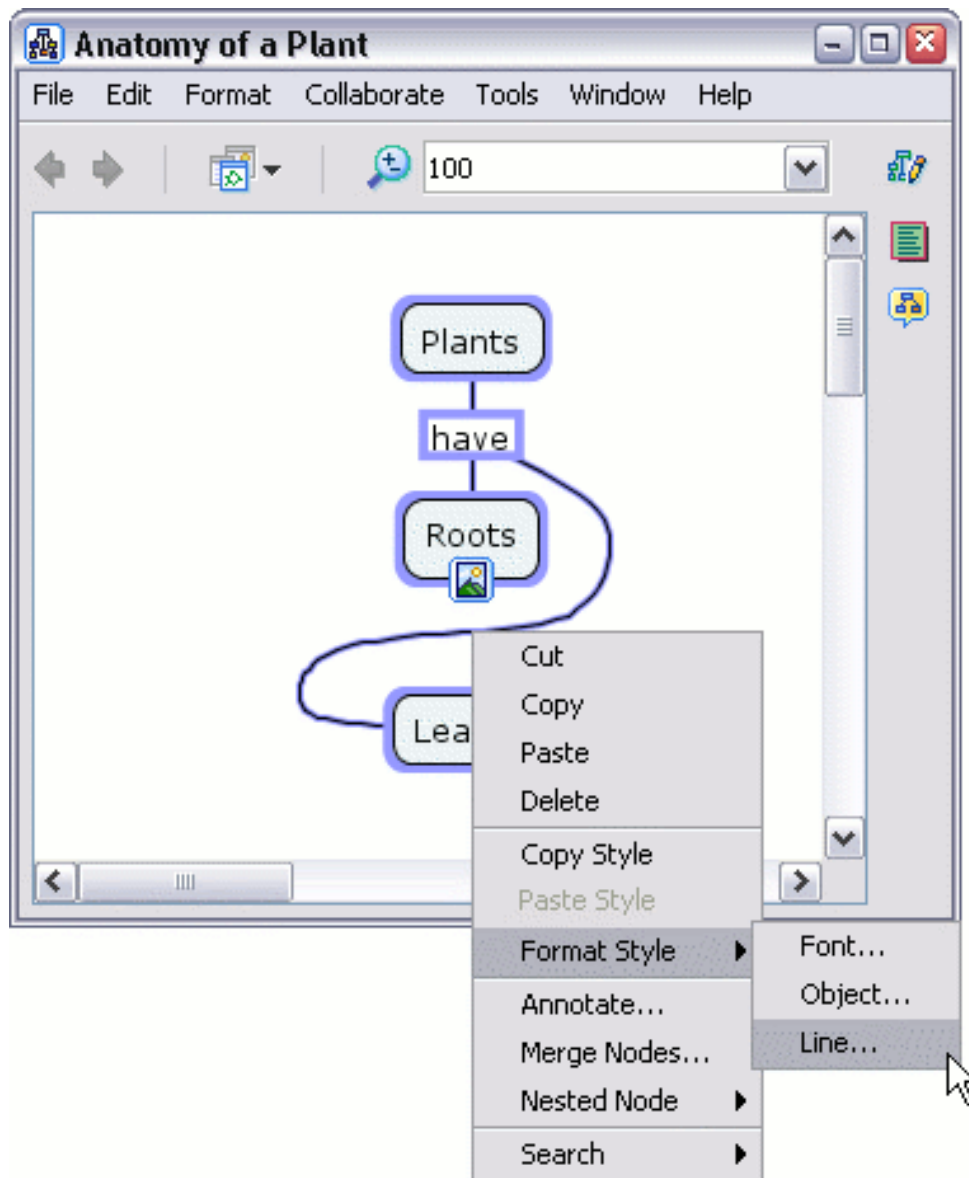 Anatomy of a Plant
File Edit Format Collaborate Tools Window Help
100
Plants
have
Roots
Lea
Cut
Copy
Paste
Delete
Copy Style
Paste Style
Format Style
Font...
Object...
Line...
Annotate...
Merge Nodes...
Nested Node
Search